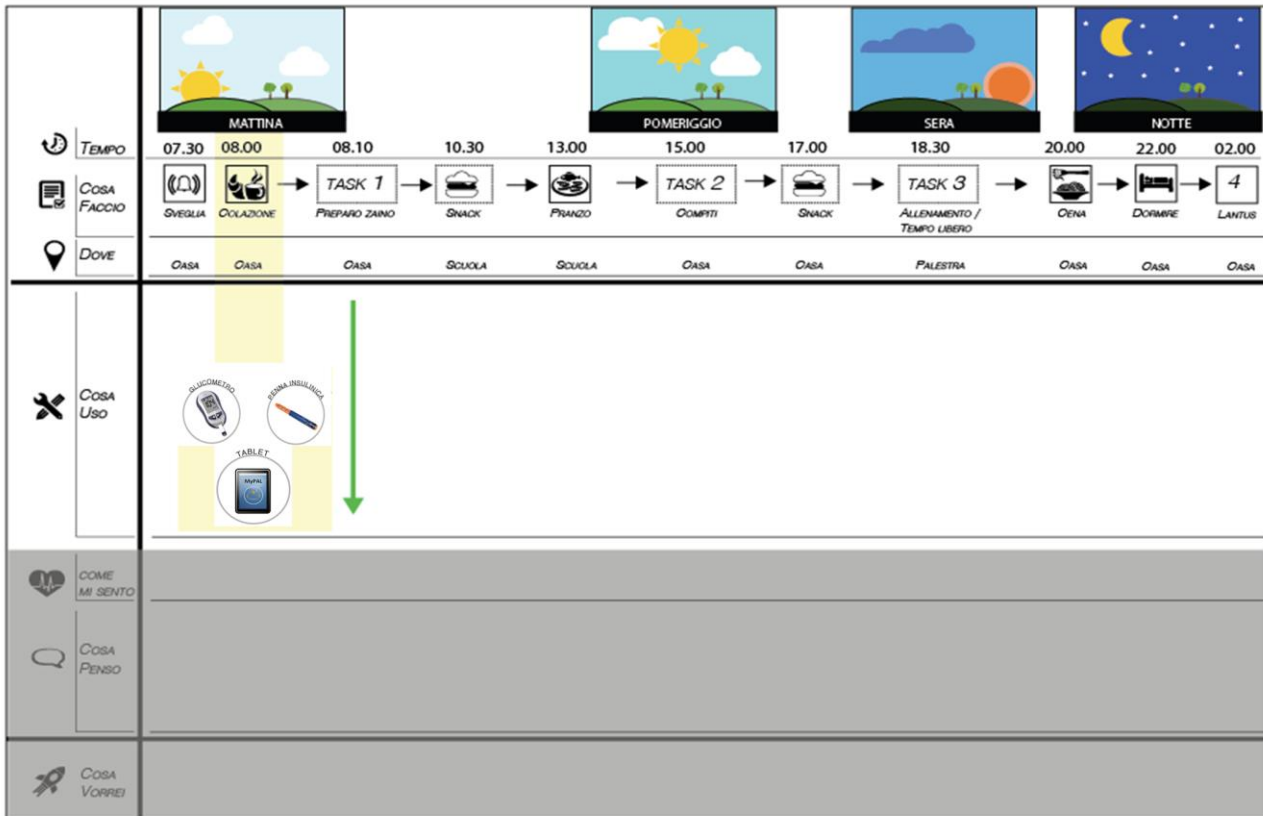 MATTINA
POMERIGGIO
SERA
NOTTE
TEMPO
07.30 08.00 08.10 10.30 13.00 15.00 17.00 18.30 20.00 22.00 02.00
COSA
FACCIO
TASK 1
TASK 2
TASK 3
4
SVEGLIA COLAZIONE PREPARO ZAINO SNACK PRANZO COMPITI SNACK ALLENAMENTO / CENA DORMIRE LANTUS
TEMPO LIBERO
DOVE
CASA CASA CASA SCUOLA SCUOLA CASA CASA PALESTRA CASA CASA CASA
COSA
USO
GLUCOMETRO
PENNA INSULINICA
TABLET
MyPAL
COME
MI SENTO
COSA
PENSO
COSA
VORREI